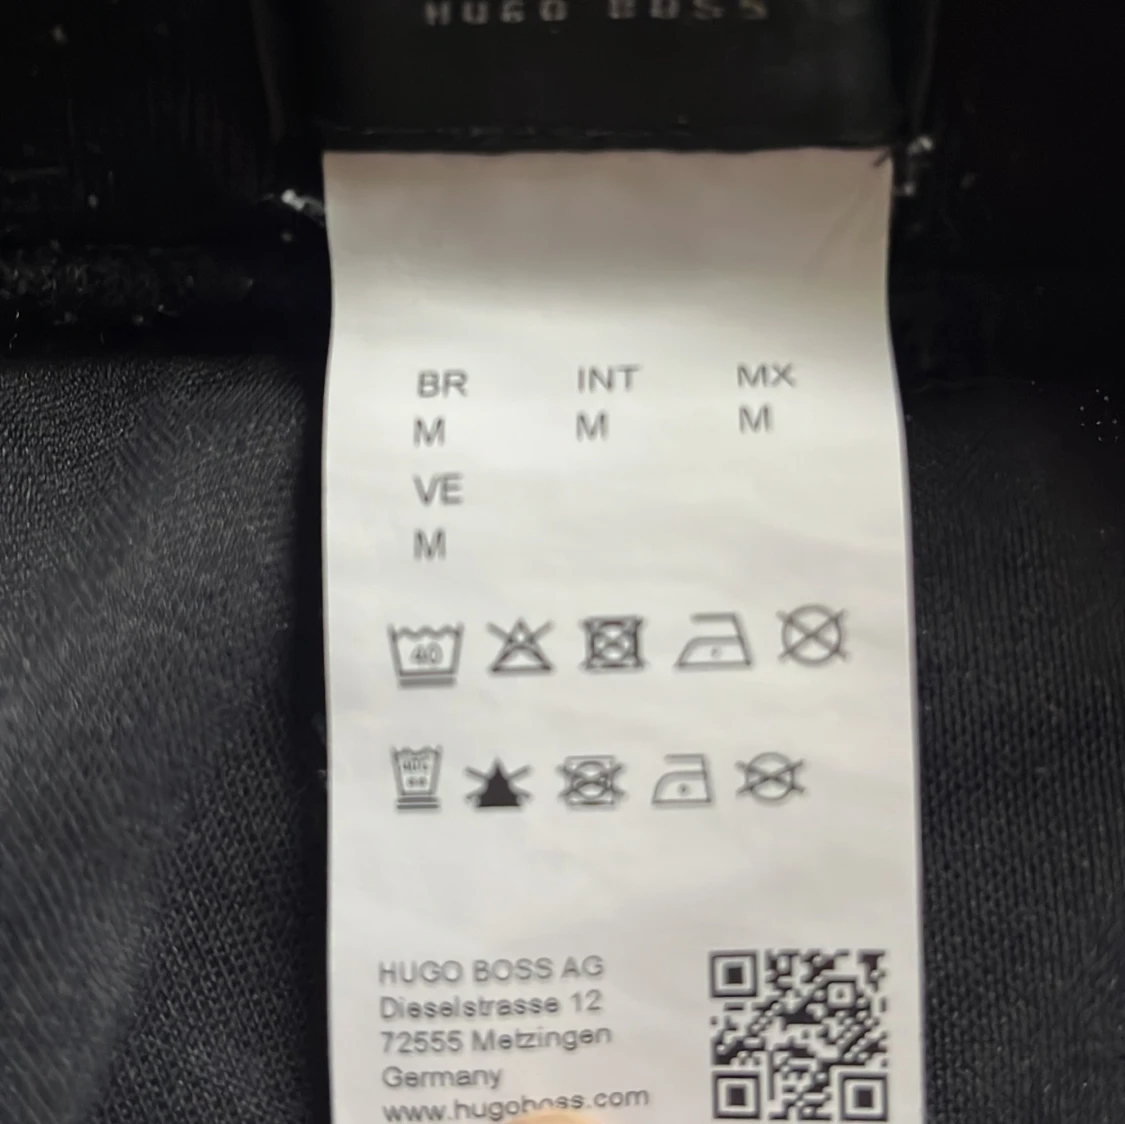 HUGO BOSS
BR INT MX
M M M
VE
M
40
HUGO BOSS AG
Dieselstrasse 12
72555 Metzingen
Germany
www.hugoboss.com